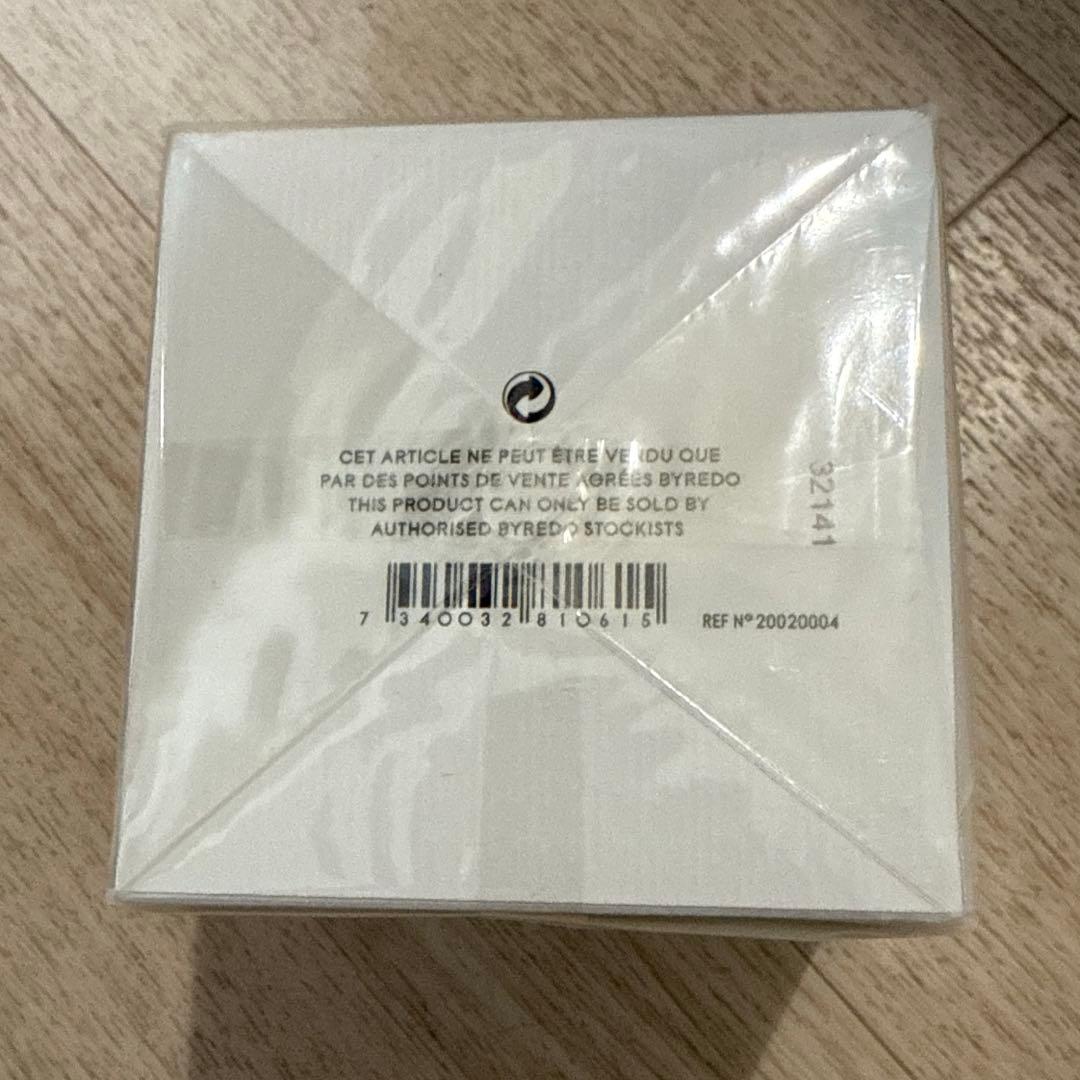 CET ARTICLE NE PEUT ÊTRE VENDU QUE
PAR DES POINTS DE VENTE AGRÉES BYREDO
THIS PRODUCT CAN ONLY BE SOLD BY
AUTHORISED BYREDO STOCKISTS
32141
7 340032 810615
REF Nº 20020004